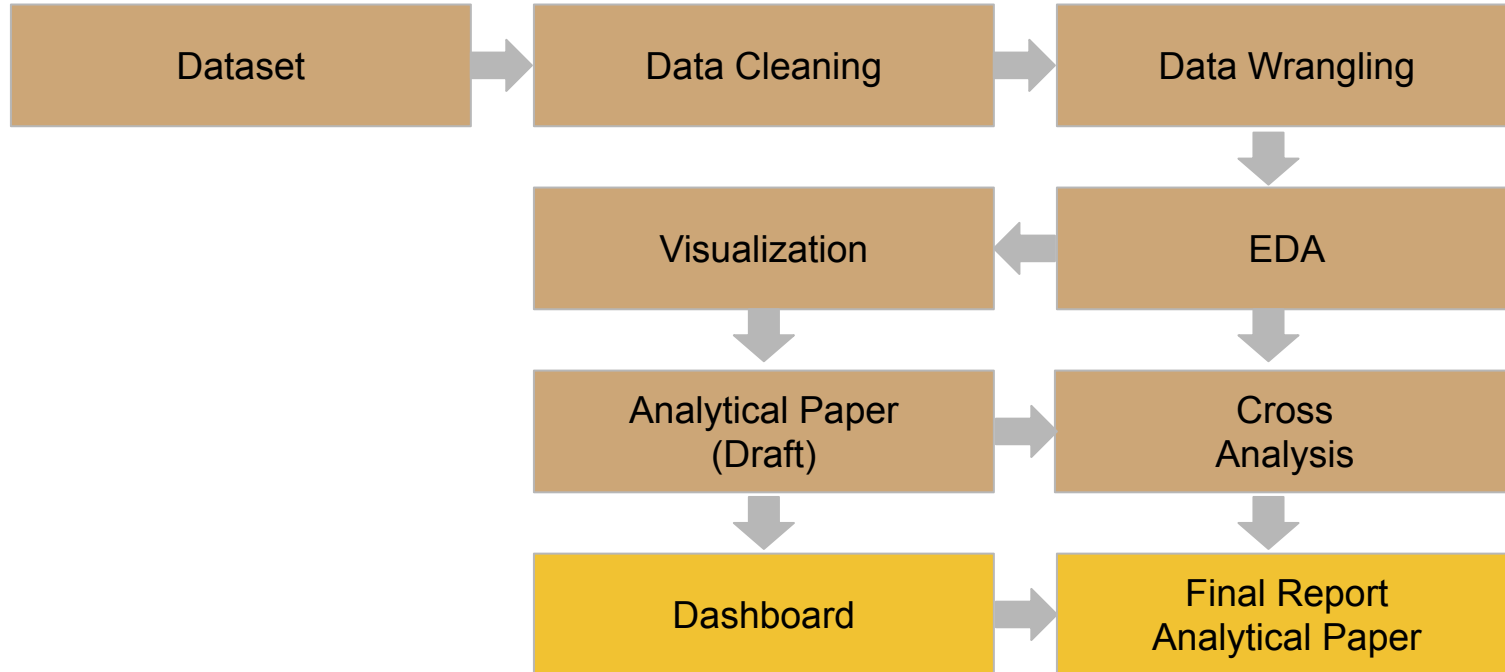 Dataset
Data Cleaning
Data Wrangling
Visualization
EDA
Analytical Paper
(Draft)
Cross
Analysis
Dashboard
Final Report
Analytical Paper